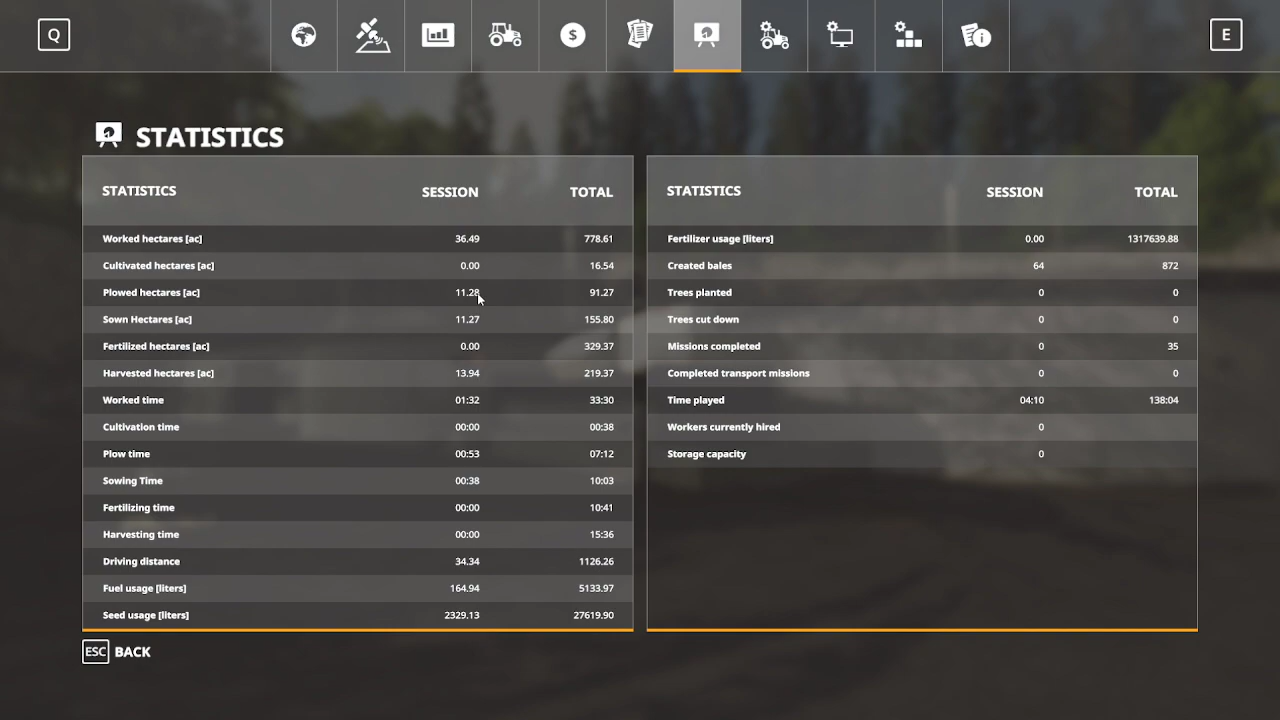 Q
$
E
STATISTICS
STATISTICS SESSION TOTAL
Worked hectares [ac] 36.49 778.61
Cultivated hectares [ac] 0.00 16.54
Plowed hectares [ac] 11.28 91.27
Sown Hectares [ac] 11.27 155.80
Fertilized hectares [ac] 0.00 329.37
Harvested hectares [ac] 13.94 219.37
Worked time 01:32 33:30
Cultivation time 00:00 00:38
Plow time 00:53 07:12
Sowing Time 00:38 10:03
Fertilizing time 00:00 10:41
Harvesting time 00:00 15:36
Driving distance 34.34 1126.26
Fuel usage [liters] 164.94 5133.97
Seed usage [liters] 2329.13 27619.90
STATISTICS SESSION TOTAL
Fertilizer usage [liters] 0.00 1317639.88
Created bales 64 872
Trees planted 0 0
Trees cut down 0 0
Missions completed 0 35
Completed transport missions 0 0
Time played 04:10 138:04
Workers currently hired 0
Storage capacity 0
ESC BACK